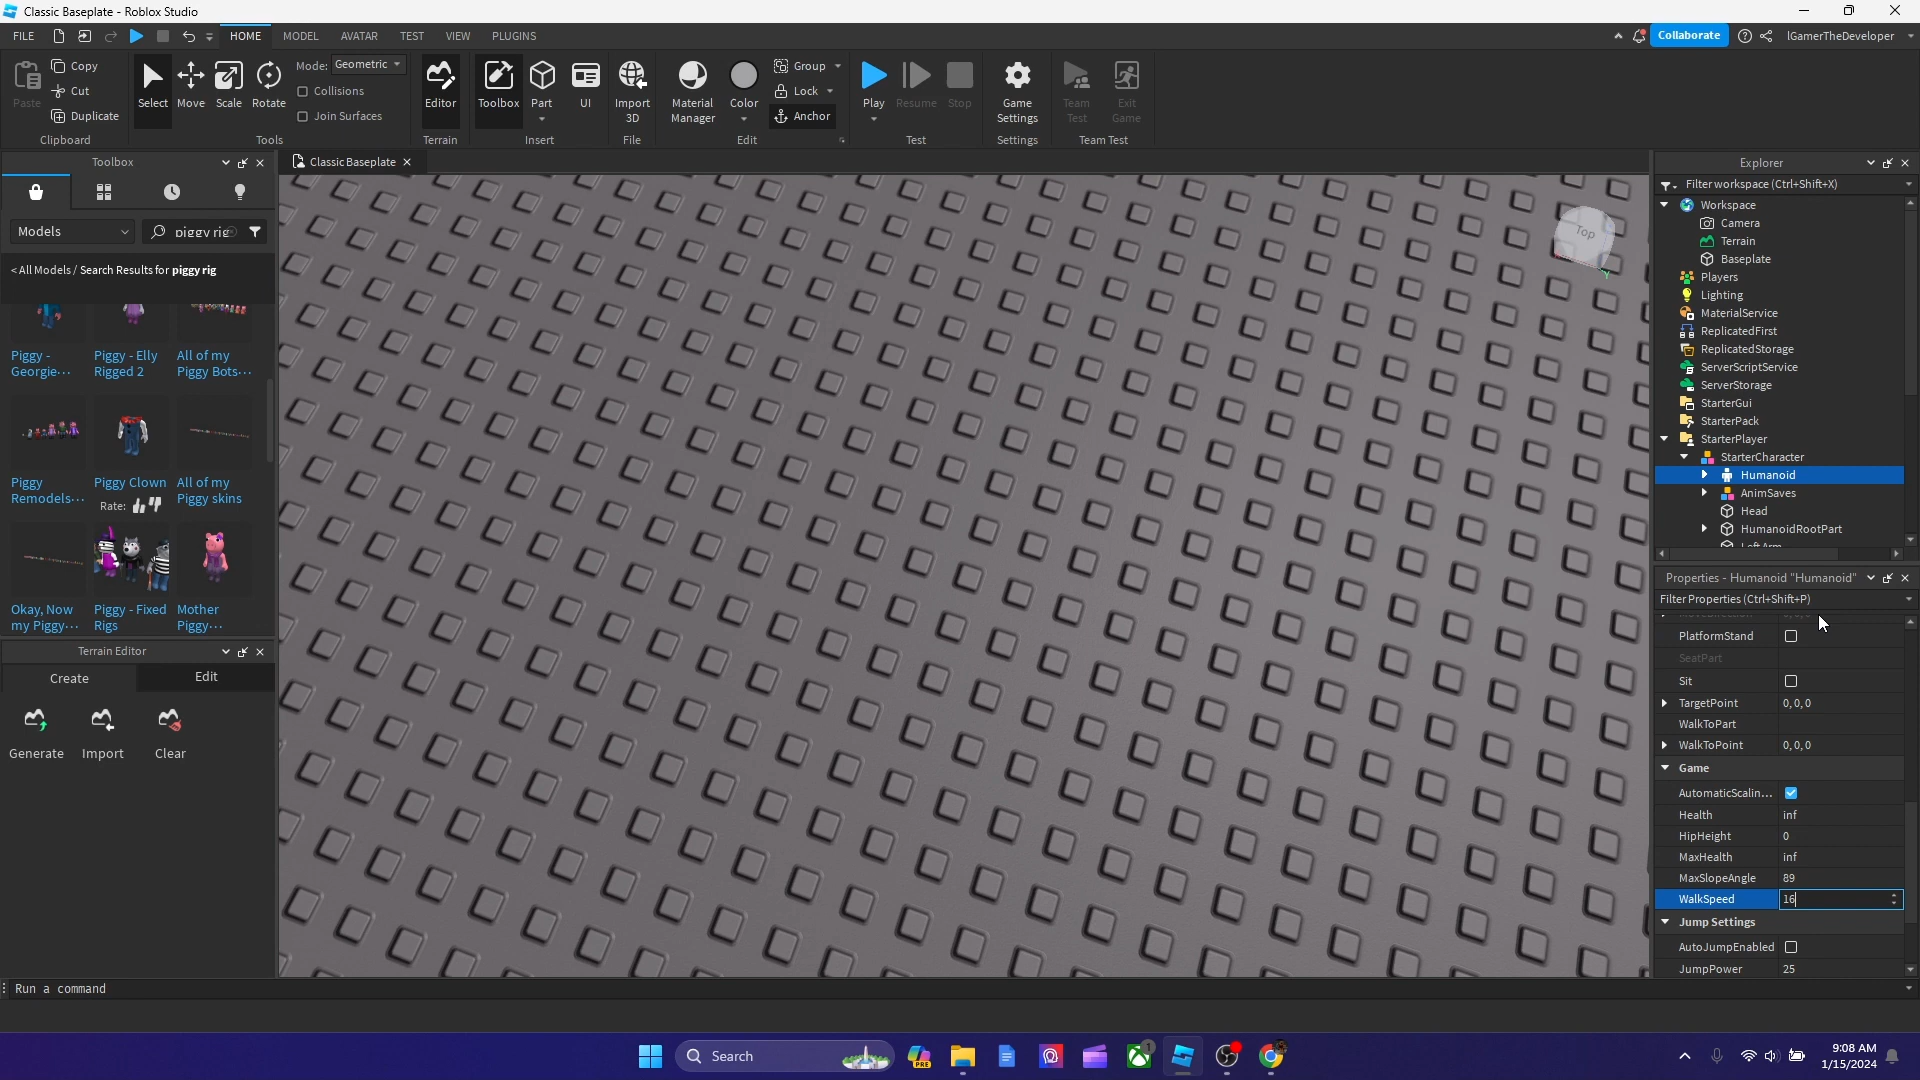 Classic Baseplate - Roblox Studio
FILE HOME MODEL AVATAR TEST VIEW PLUGINS Collaborate IGamerTheDeveloper
Paste
Copy
Cut
Duplicate
Clipboard
Select Move Scale Rotate
Mode: Geometric
Collisions
Join Surfaces
Tools
Editor
Terrain
Toolbox Part UI
Insert
Import 3D
File
Material Manager
Color
Group
Lock
Anchor
Edit
Play Resume Stop
Test
Game Settings
Settings
Team Test
Exit Game
Team Test
Toolbox
Models
piggy rig
< All Models / Search Results for piggy rig
Piggy - Georgie...
Piggy - Elly Rigged 2
All of my Piggy Bots...
Piggy Remodels...
Piggy Clown
Rate:
All of my Piggy skins
Okay, Now my Piggy...
Piggy - Fixed Rigs
Mother Piggy...
Terrain Editor
Create Edit
Generate Import Clear
Classic Baseplate
Top
Y
Explorer
Filter workspace (Ctrl+Shift+X)
Workspace
Camera
Terrain
Baseplate
Players
Lighting
MaterialService
ReplicatedFirst
ReplicatedStorage
ServerScriptService
ServerStorage
StarterGui
StarterPack
StarterPlayer
StarterCharacter
Humanoid
AnimSaves
Head
HumanoidRootPart
Properties - Humanoid "Humanoid"
Filter Properties (Ctrl+Shift+P)
PlatformStand
SeatPart
Sit
TargetPoint 0, 0, 0
WalkToPart
WalkToPoint 0, 0, 0
Game
AutomaticScalin...
Health inf
HipHeight 0
MaxHealth inf
MaxSlopeAngle 89
WalkSpeed 16
Jump Settings
AutoJumpEnabled
JumpPower 25
Run a command
Search
PRE
1
9:08 AM
1/15/2024